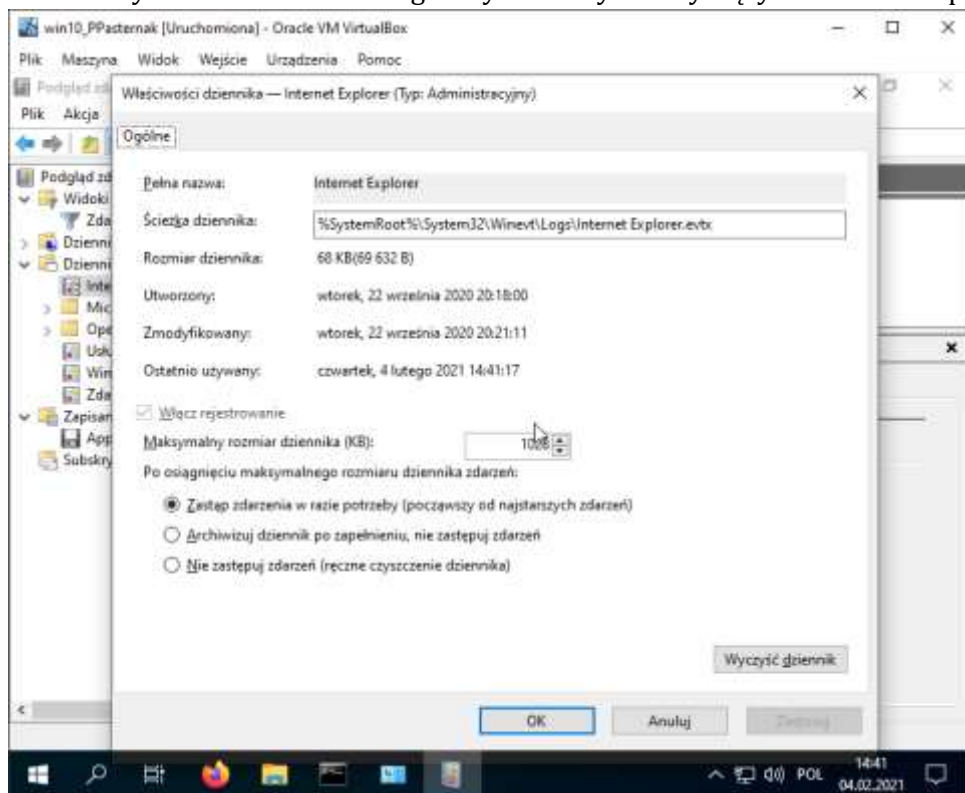 win10_PPasternak [Uruchomiona] - Oracle VM VirtualBox
Plik Maszyna Widok Wejście Urządzenia Pomoc
Podgląd zd
Plik Akcja
Właściwości dziennika — Internet Explorer (Typ: Administracyjny)
Ogólne
Podgląd zd
Widoki
Zda
Dzienni
Dzienni
Inte
Mic
Ope
Usłu
Win
Zda
Zapisan
App
Subskry
Pełna nazwa: Internet Explorer
Ścieżka dziennika: %SystemRoot%\System32\Winevt\Logs\Internet Explorer.evtx
Rozmiar dziennika: 68 KB(69 632 B)
Utworzony: wtorek, 22 września 2020 20:18:00
Zmodyfikowany: wtorek, 22 września 2020 20:21:11
Ostatnio używany: czwartek, 4 lutego 2021 14:41:17
Włącz rejestrowanie
Maksymalny rozmiar dziennika (KB): 1028
Po osiągnięciu maksymalnego rozmiaru dziennika zdarzeń:
Zastąp zdarzenia w razie potrzeby (począwszy od najstarszych zdarzeń)
Archiwizuj dziennik po zapełnieniu, nie zastępuj zdarzeń
Nie zastępuj zdarzeń (ręczne czyszczenie dziennika)
Wyczyść dziennik
OK Anuluj Zastosuj
POL 14:41
04.02.2021